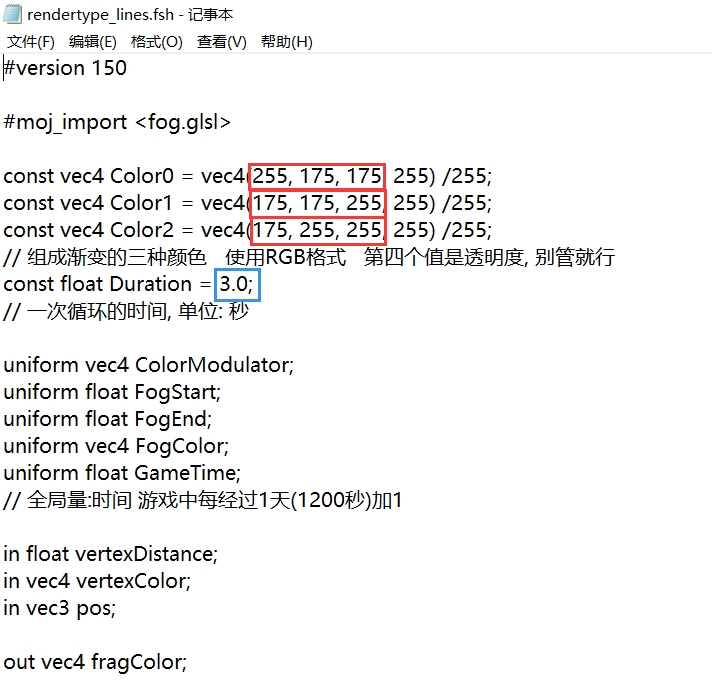 rendertype_lines.fsh - 记事本
文件(F) 编辑(E) 格式(O) 查看(V) 帮助(H)
#version 150
#moj_import <fog.glsl>
const vec4 Color0 = vec4(255, 175, 175, 255) /255;
const vec4 Color1 = vec4(175, 175, 255, 255) /255;
const vec4 Color2 = vec4(175, 255, 255, 255) /255;
// 组成渐变的三种颜色 使用RGB格式 第四个值是透明度, 别管就行
const float Duration = 3.0;
// 一次循环的时间, 单位: 秒
uniform vec4 ColorModulator;
uniform float FogStart;
uniform float FogEnd;
uniform vec4 FogColor;
uniform float GameTime;
// 全局量:时间 游戏中每经过1天(1200秒)加1
in float vertexDistance;
in vec4 vertexColor;
in vec3 pos;
out vec4 fragColor;